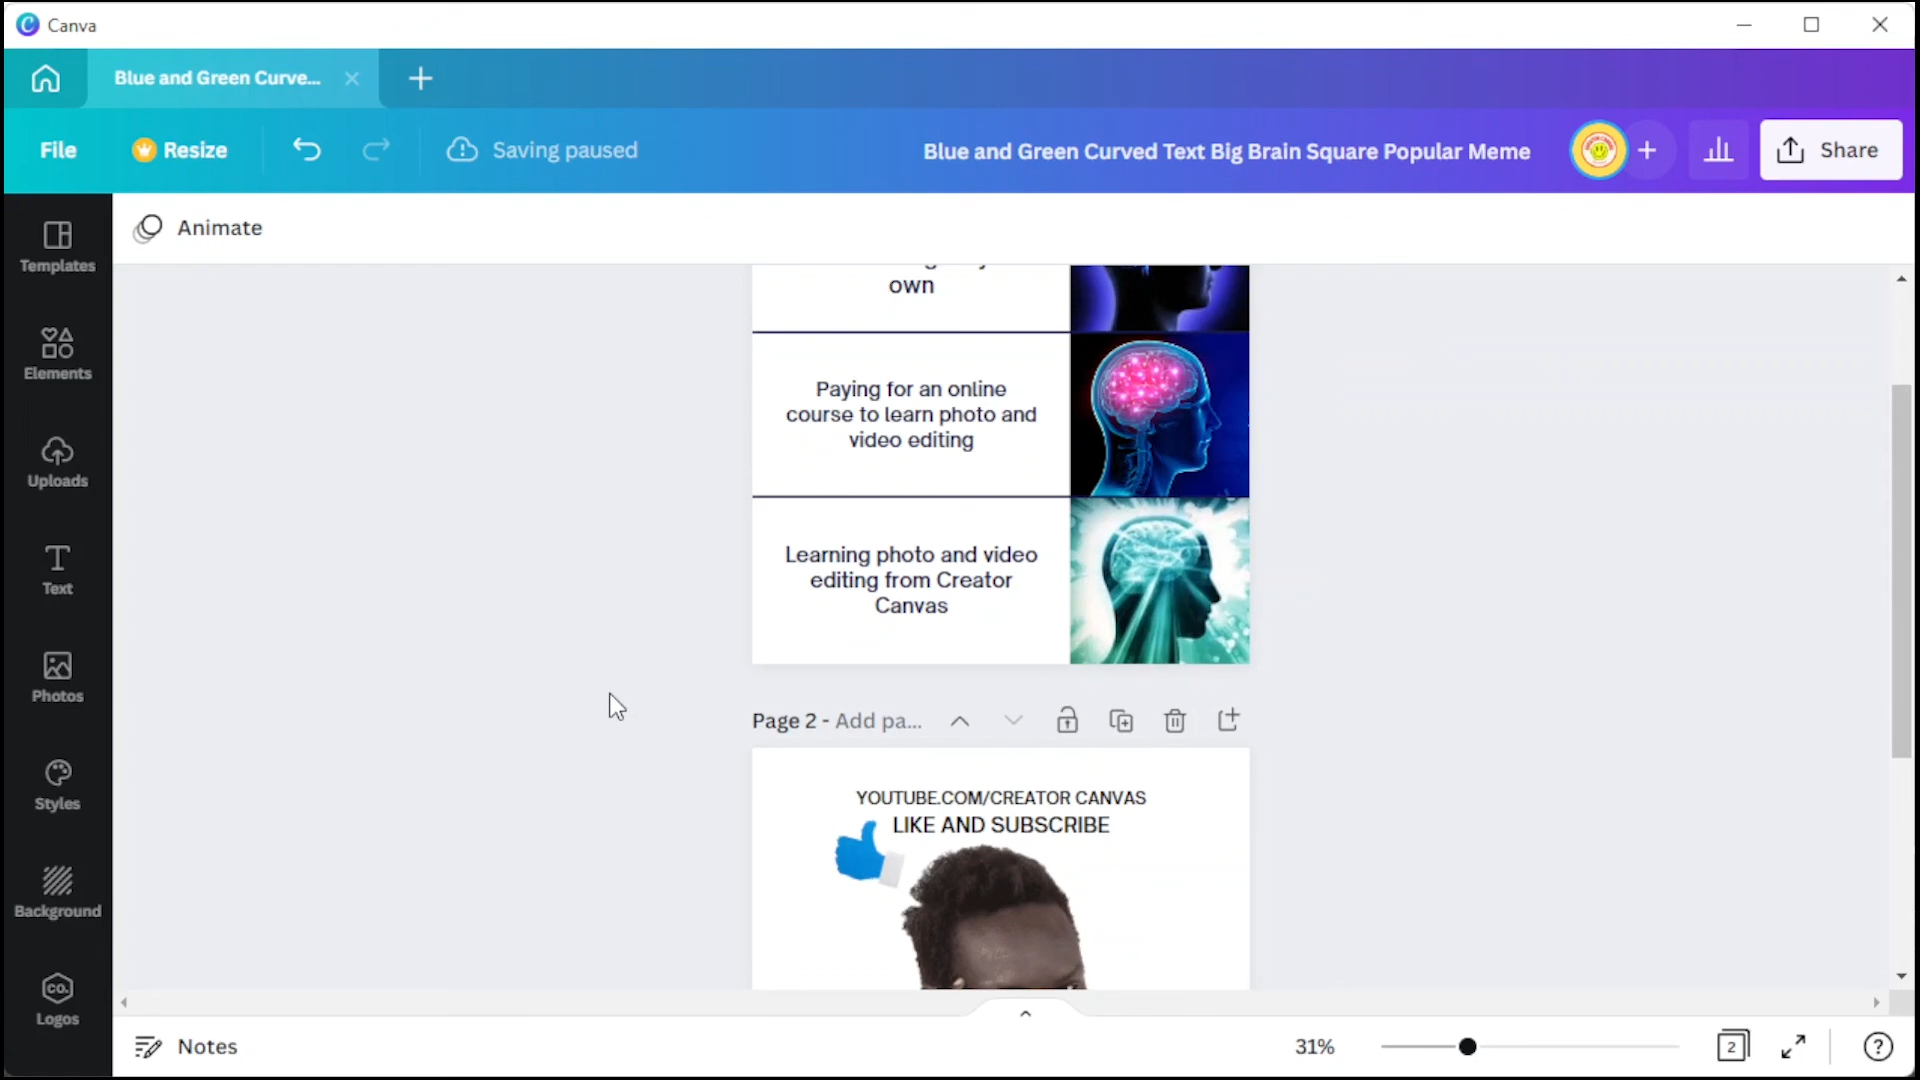 Canva
Blue and Green Curve...
File
Resize
Saving paused
Blue and Green Curved Text Big Brain Square Popular Meme
Share
Animate
Templates
Elements
Uploads
Text
Photos
Styles
Background
CO.
Logos
own
Paying for an online
course to learn photo and
video editing
Learning photo and video
editing from Creator
Canvas
Page 2 - Add pa...
YOUTUBE.COM/CREATOR CANVAS
LIKE AND SUBSCRIBE
Notes
31%
2
?